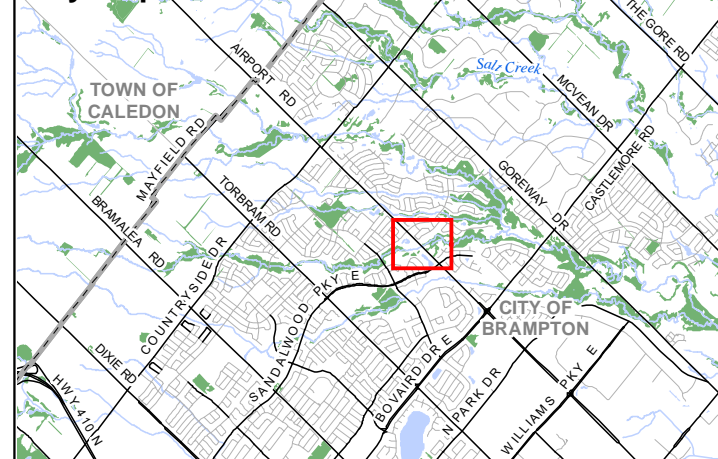 THE GORE RD
AIRPORT RD
Salt Creek
MCVEAN DR
TOWN OF
CALEDON
MAYFIELD RD
CASTLEMORE RD
GOREWAY DR
TORBRAM RD
BRAMALEA RD
COUNTRYSIDE DR
SANDALWOOD PKY E
CITY OF
BRAMPTON
DIXIE RD
HWY 410 N
BOVAIRD DR E
N PARK DR
WILLIAMS PKY E